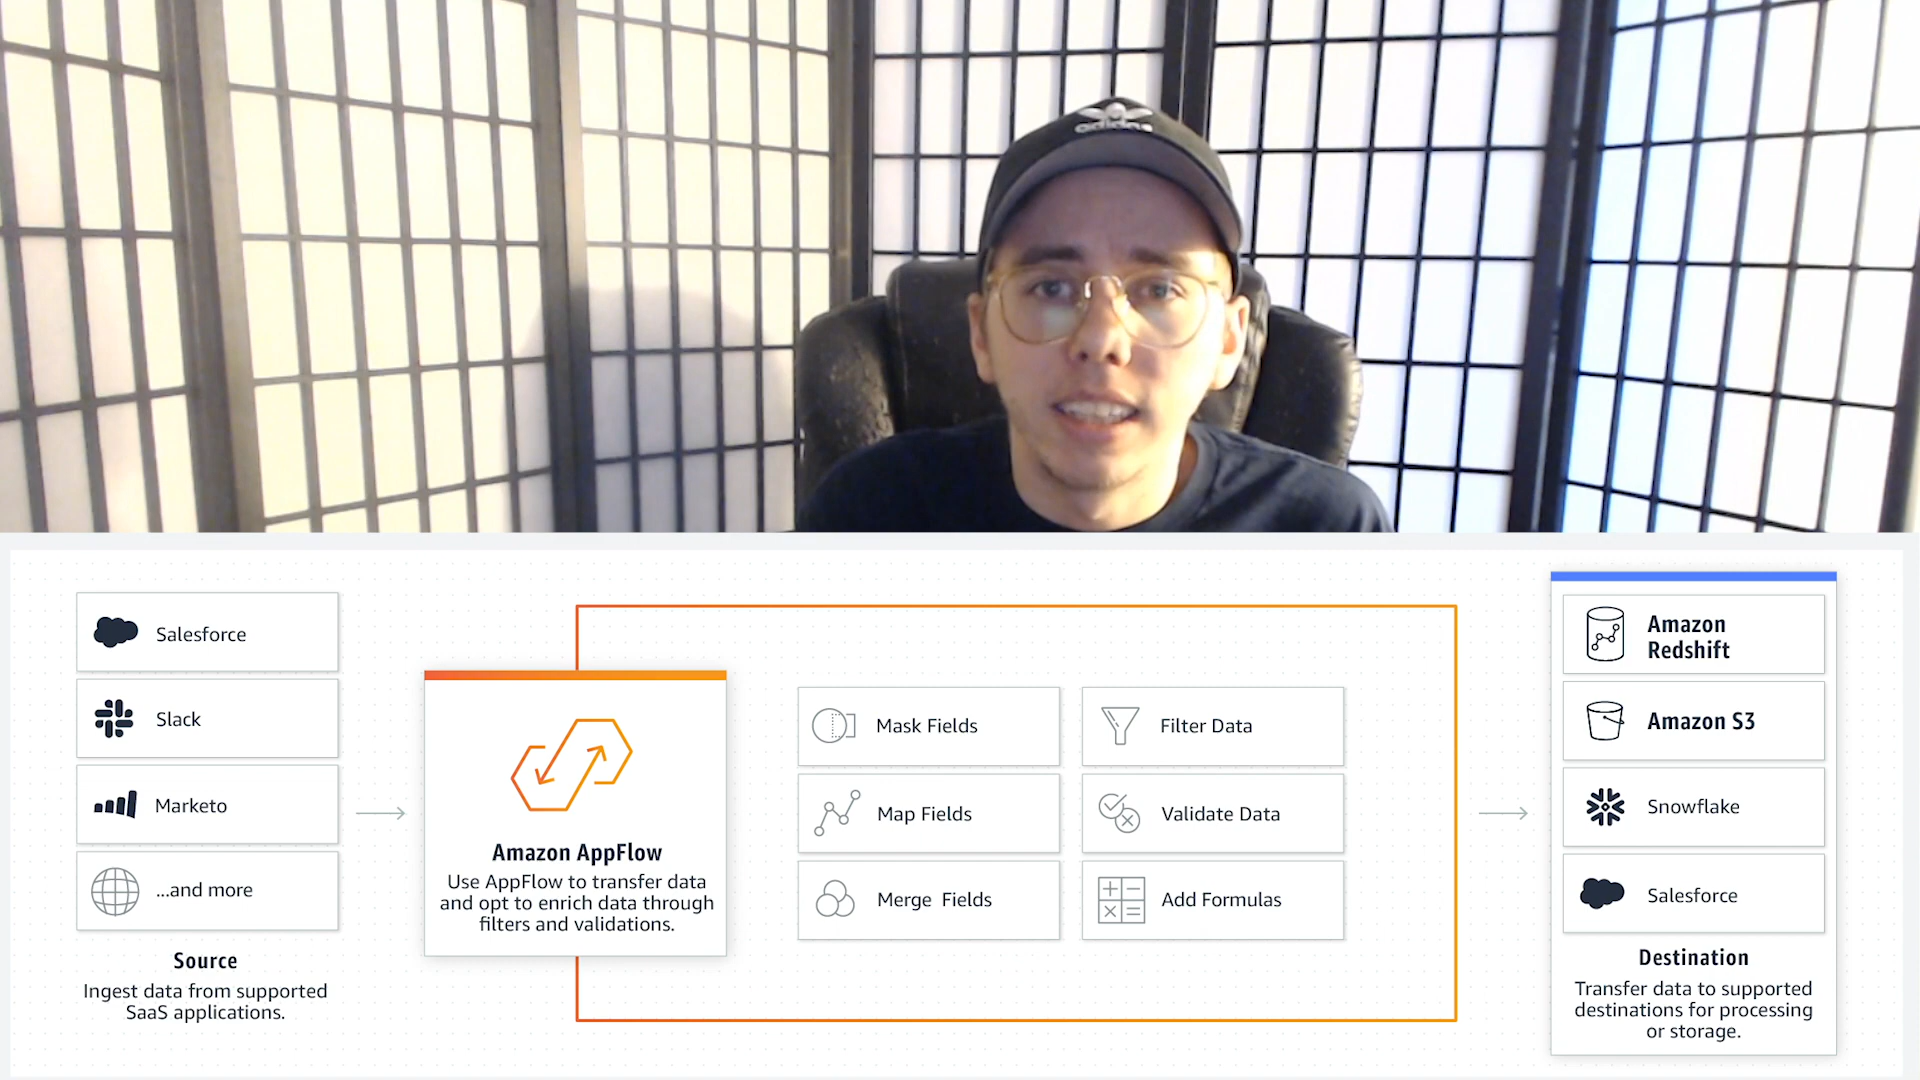 adidas
Salesforce
Slack
Marketo
...and more
Source
Ingest data from supported
SaaS applications.
Amazon AppFlow
Use AppFlow to transfer data
and opt to enrich data through
filters and validations.
Mask Fields
Filter Data
Map Fields
Validate Data
Merge Fields
Add Formulas
Amazon
Redshift
Amazon S3
Snowflake
Salesforce
Destination
Transfer data to supported
destinations for processing
or storage.